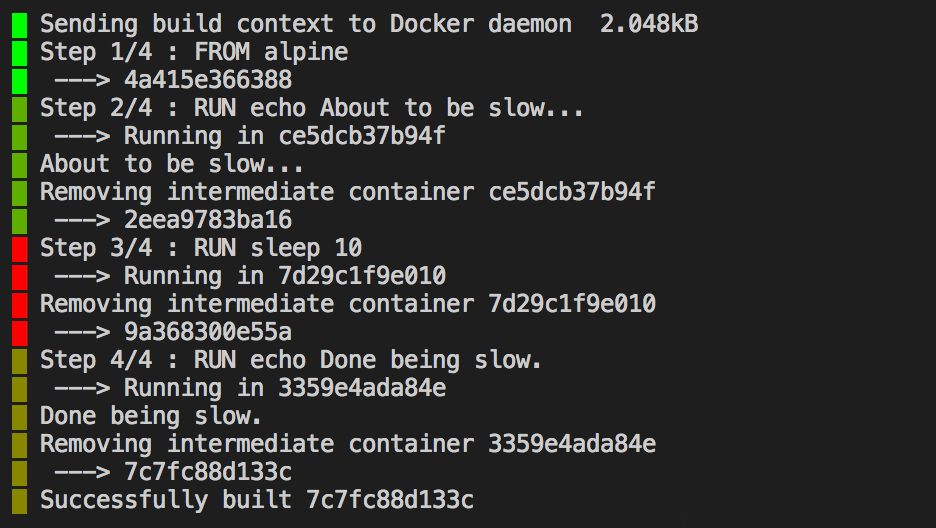 Sending build context to Docker daemon  2.048kB
Step 1/4 : FROM alpine
 ---> 4a415e366388
Step 2/4 : RUN echo About to be slow...
 ---> Running in ce5dcb37b94f
About to be slow...
Removing intermediate container ce5dcb37b94f
 ---> 2eea9783ba16
Step 3/4 : RUN sleep 10
 ---> Running in 7d29c1f9e010
Removing intermediate container 7d29c1f9e010
 ---> 9a368300e55a
Step 4/4 : RUN echo Done being slow.
 ---> Running in 3359e4ada84e
Done being slow.
Removing intermediate container 3359e4ada84e
 ---> 7c7fc88d133c
Successfully built 7c7fc88d133c